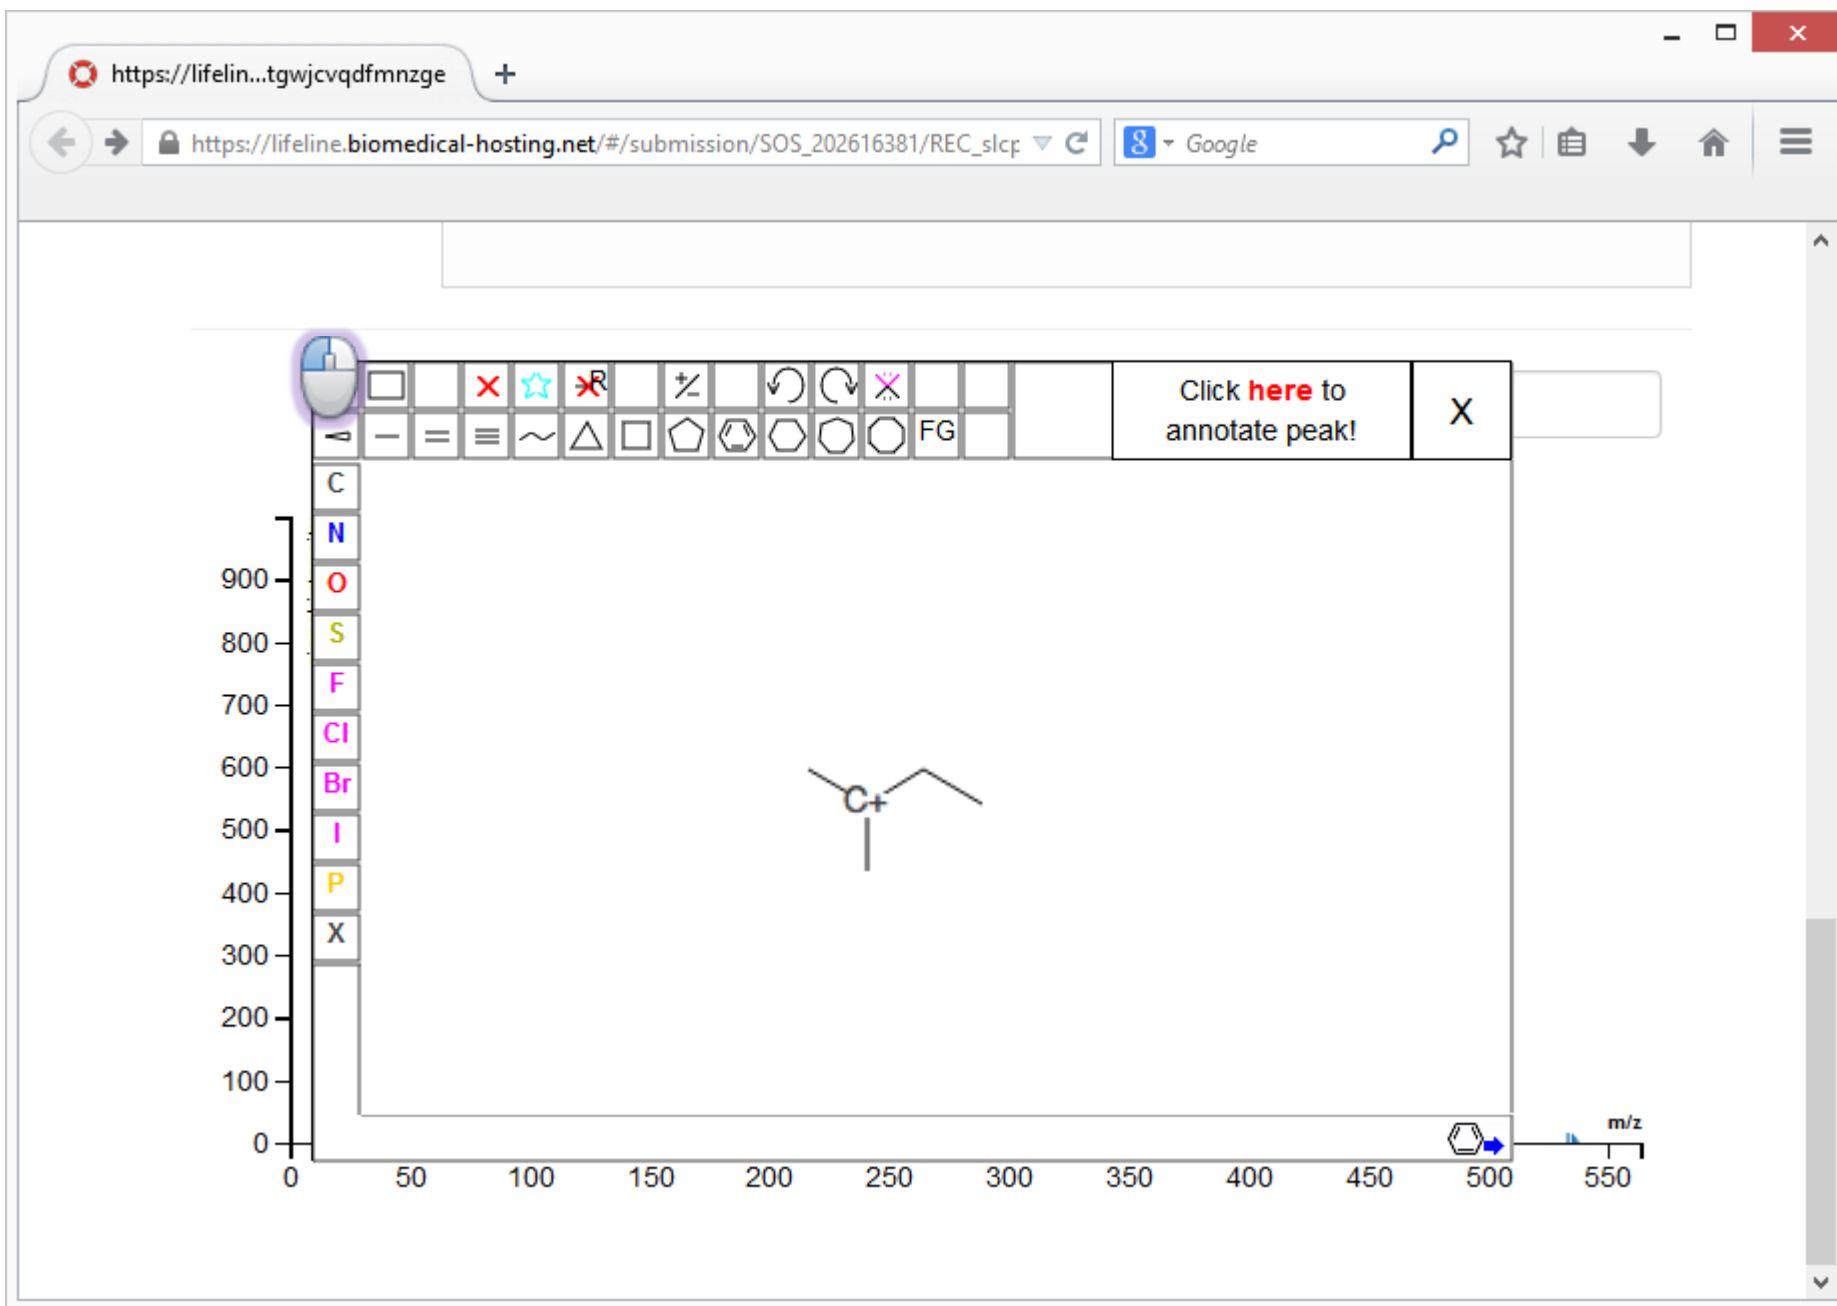 https://lifelin...tgwjcvqdfmnzge
https://lifeline.biomedical-hosting.net/#/submission/SOS_202616381/REC_slcp
8 Google
R +/-
Click here to
annotate peak!
X
FG
C
N
O
S
F
Cl
Br
I
P
X
C+
900
800
700
600
500
400
300
200
100
0
m/z
0 50 100 150 200 250 300 350 400 450 500 550